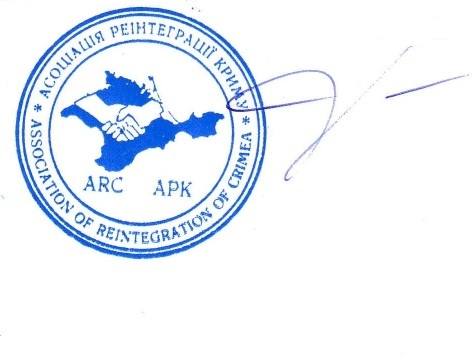 * АСОЦІАЦІЯ РЕІНТЕГРАЦІЇ КРИМУ *
ARC АРК
ASSOCIATION OF REINTEGRATION OF CRIMEA